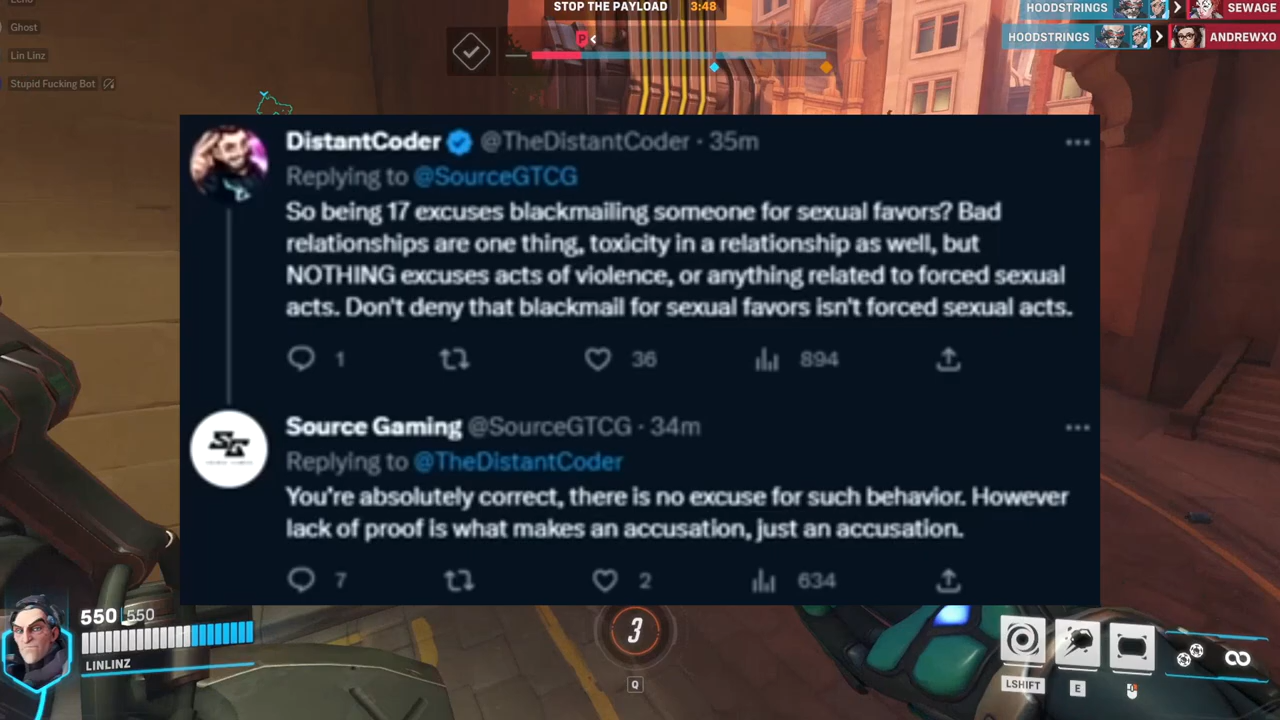 Ghost
Lin Linz
Stupid Fucking Bot
STOP THE PAYLOAD 3:48
P
HOODSTRINGS SEWAGE
HOODSTRINGS ANDREWXO
DistantCoder @TheDistantCoder · 35m
Replying to @SourceGTCG
So being 17 excuses blackmailing someone for sexual favors? Bad
relationships are one thing, toxicity in a relationship as well, but
NOTHING excuses acts of violence, or anything related to forced sexual
acts. Don't deny that blackmail for sexual favors isn't forced sexual acts.
1 36 894
SG
Source Gaming @SourceGTCG · 34m
Replying to @TheDistantCoder
You're absolutely correct, there is no excuse for such behavior. However
lack of proof is what makes an accusation, just an accusation.
7 2 634
550 550
LINLINZ
3
Q
LSHIFT
E